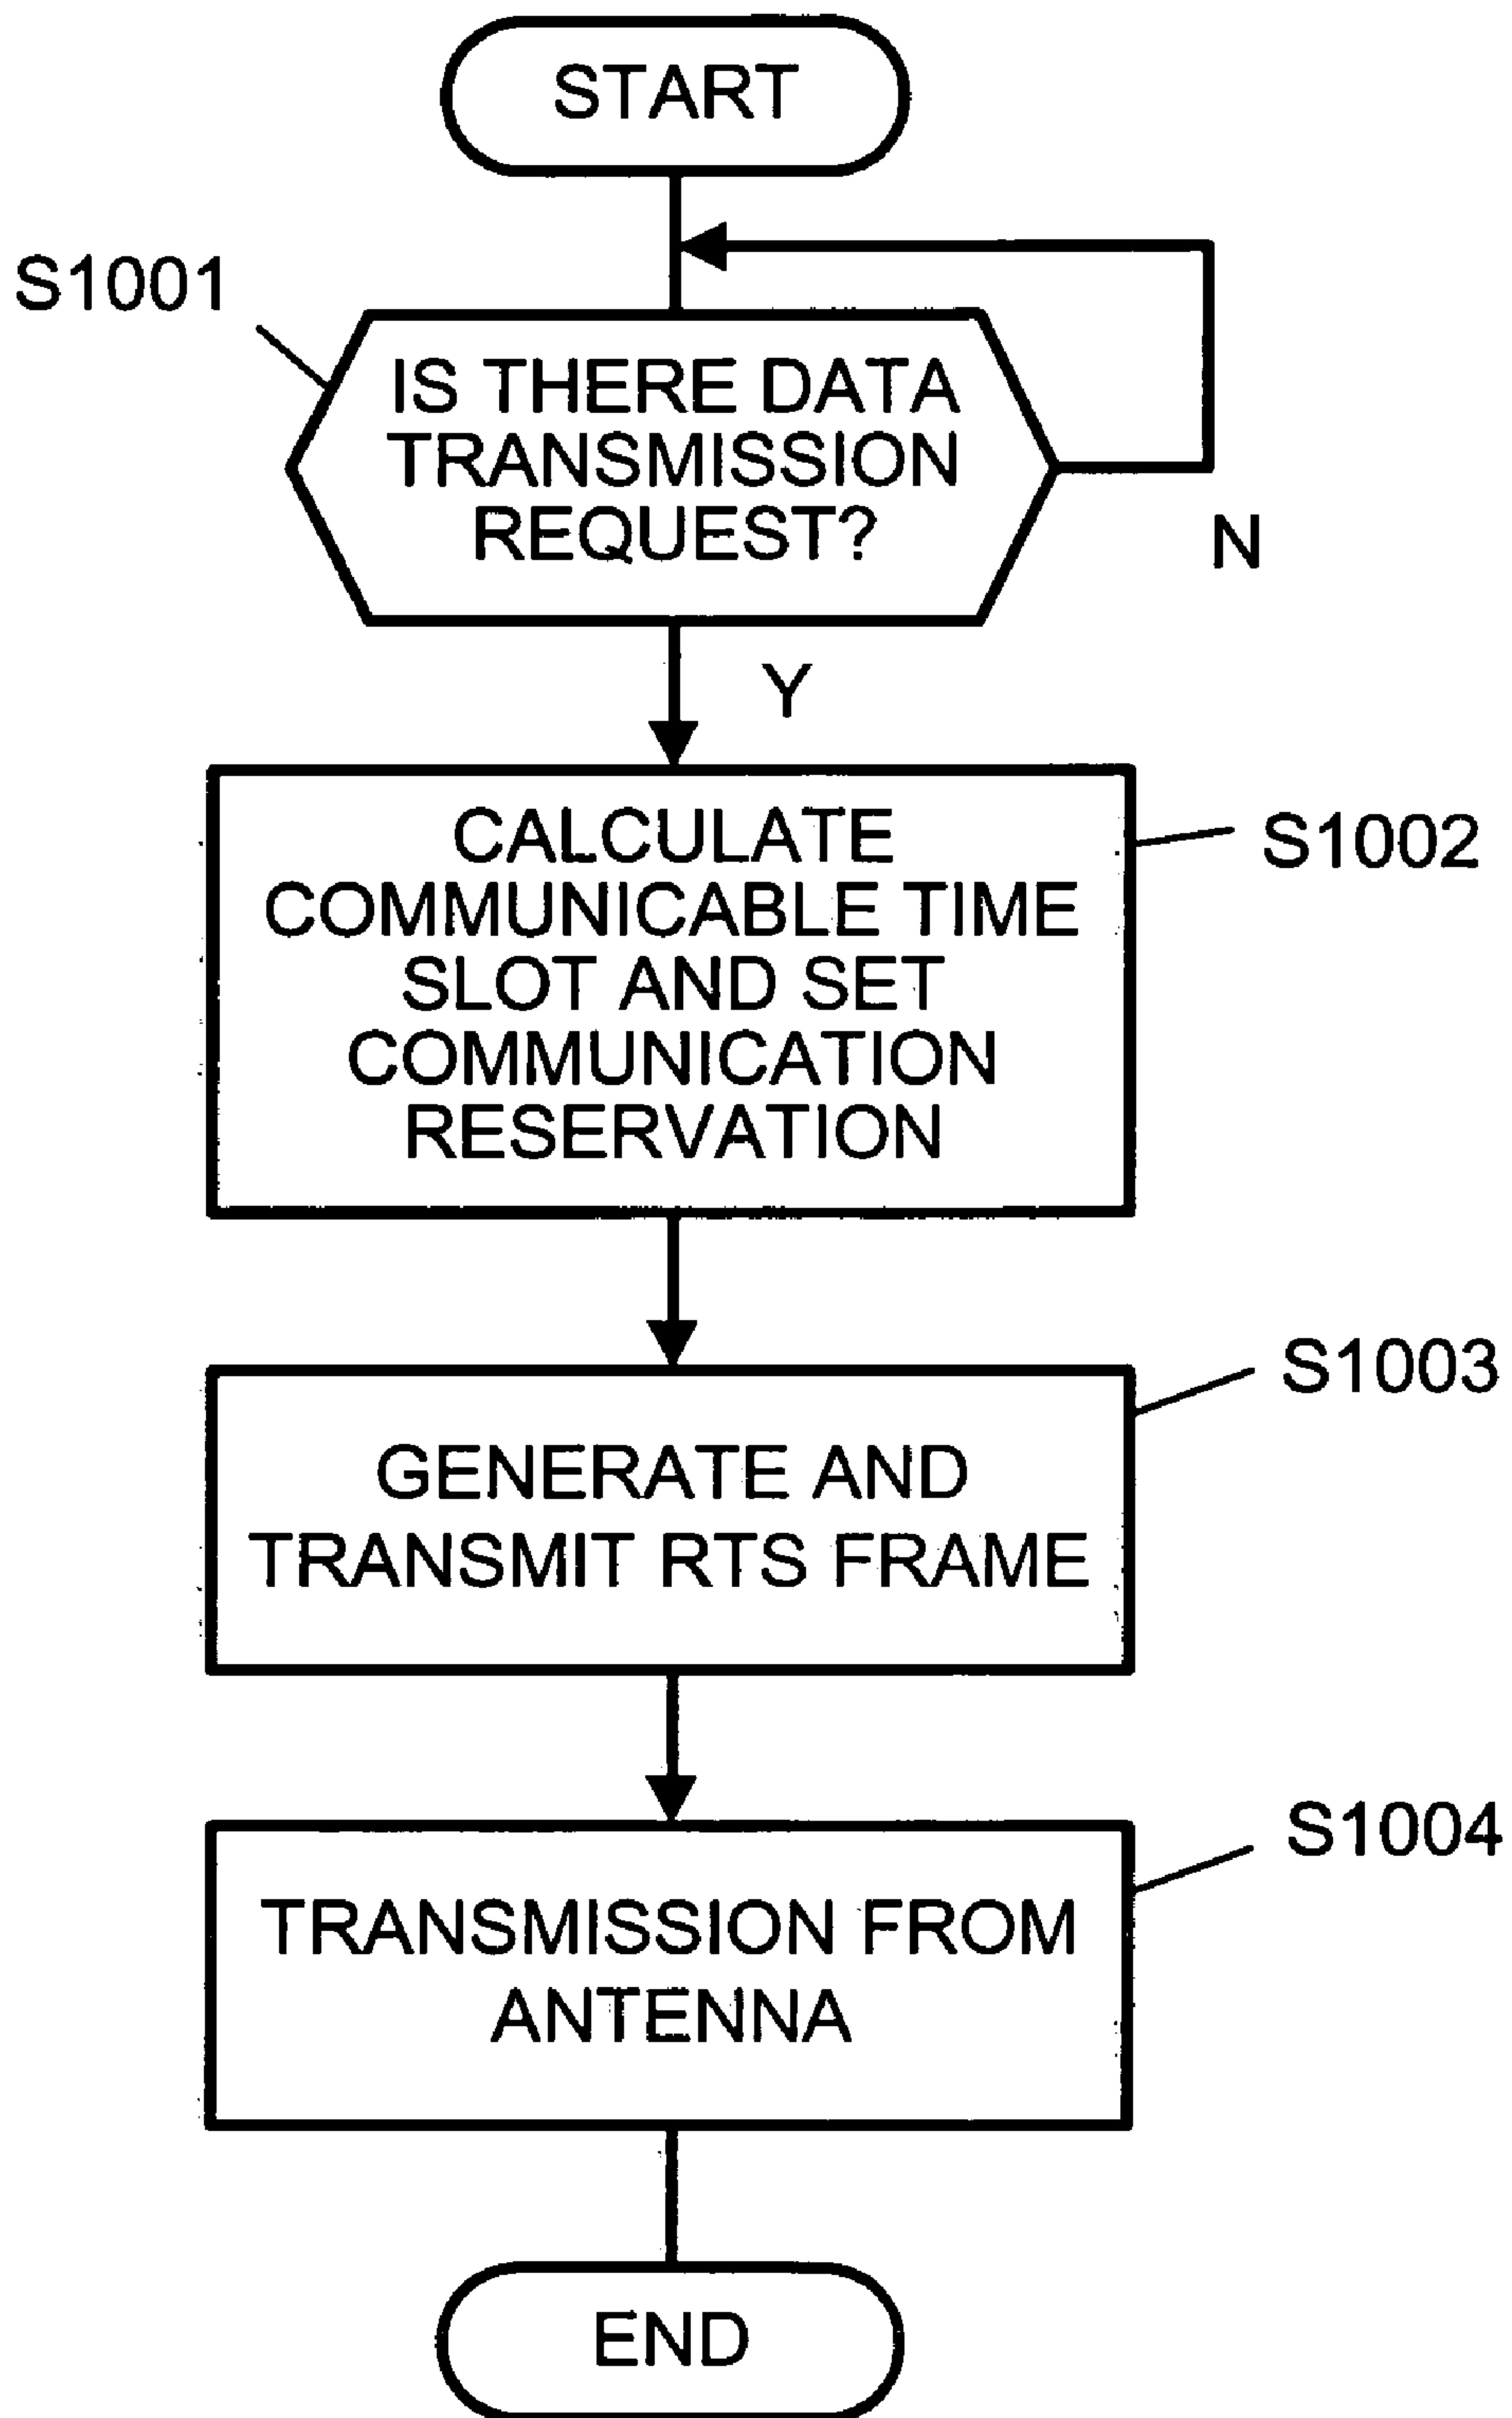 START
S1001
IS THERE DATA
TRANSMISSION
REQUEST?
N
Y
CALCULATE
COMMUNICABLE TIME
SLOT AND SET
COMMUNICATION
RESERVATION
S1002
S1003
GENERATE AND
TRANSMIT RTS FRAME
S1004
TRANSMISSION FROM
ANTENNA
END